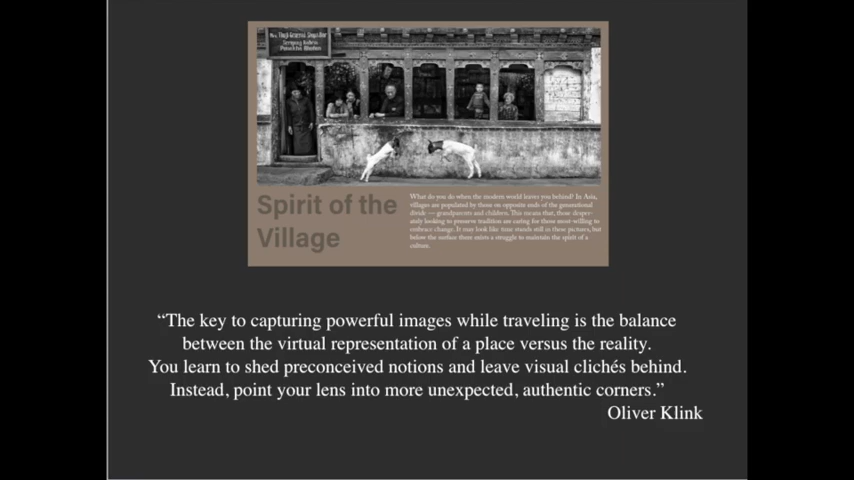 Spirit of the
Village
What do you do when the modern world leaves you behind? In Asia,
villages are populated by those on opposite ends of the generational
divide — grandparents and children. This means that, those desper-
ately looking to preserve tradition are caring for those most-willing to
embrace change. It may look like time stands still in these pictures, but
below the surface there exists a struggle to maintain the spirit of a
culture.
“The key to capturing powerful images while traveling is the balance
between the virtual representation of a place versus the reality.
You learn to shed preconceived notions and leave visual clichés behind.
Instead, point your lens into more unexpected, authentic corners.”
Oliver Klink